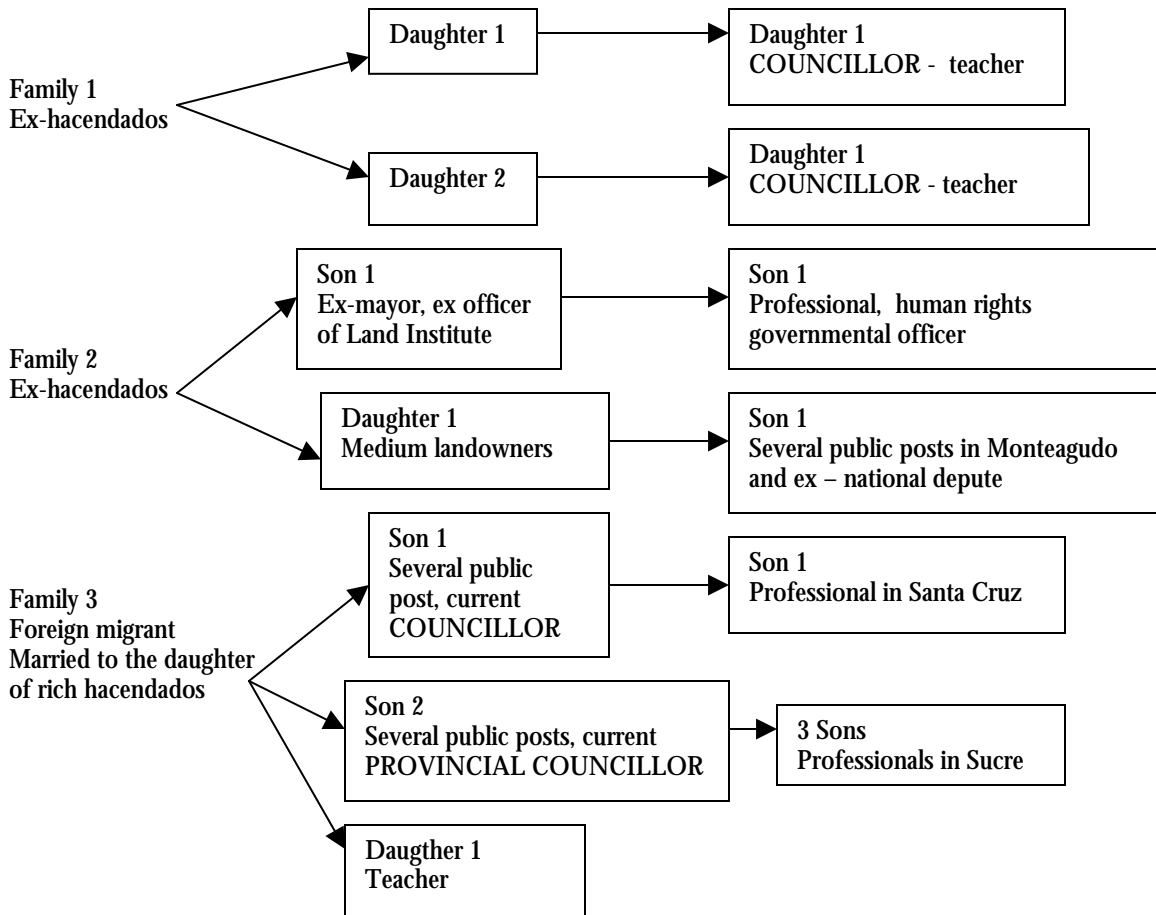 Family 1
Ex-hacendados
Daughter 1
Daughter 1
COUNCILLOR - teacher
Daughter 2
Daughter 1
COUNCILLOR - teacher
Family 2
Ex-hacendados
Son 1
Ex-mayor, ex officer
of Land Institute
Son 1
Professional, human rights
governmental officer
Daughter 1
Medium landowners
Son 1
Several public posts in Monteagudo
and ex – national depute
Family 3
Foreign migrant
Married to the daughter
of rich hacendados
Son 1
Several public
post, current
COUNCILLOR
Son 1
Professional in Santa Cruz
Son 2
Several public posts, current
PROVINCIAL COUNCILLOR
3 Sons
Professionals in Sucre
Daugther 1
Teacher